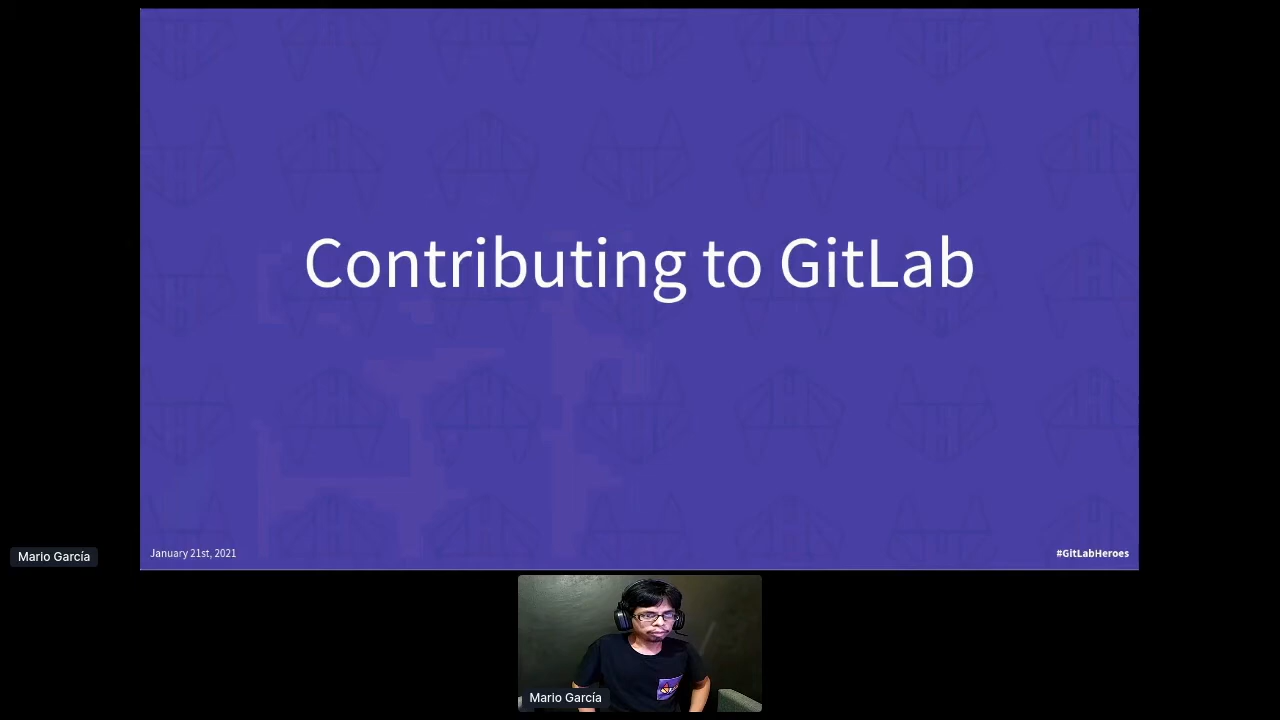 Contributing to GitLab
January 21st, 2021
#GitLabHeroes
Mario García
Mario García